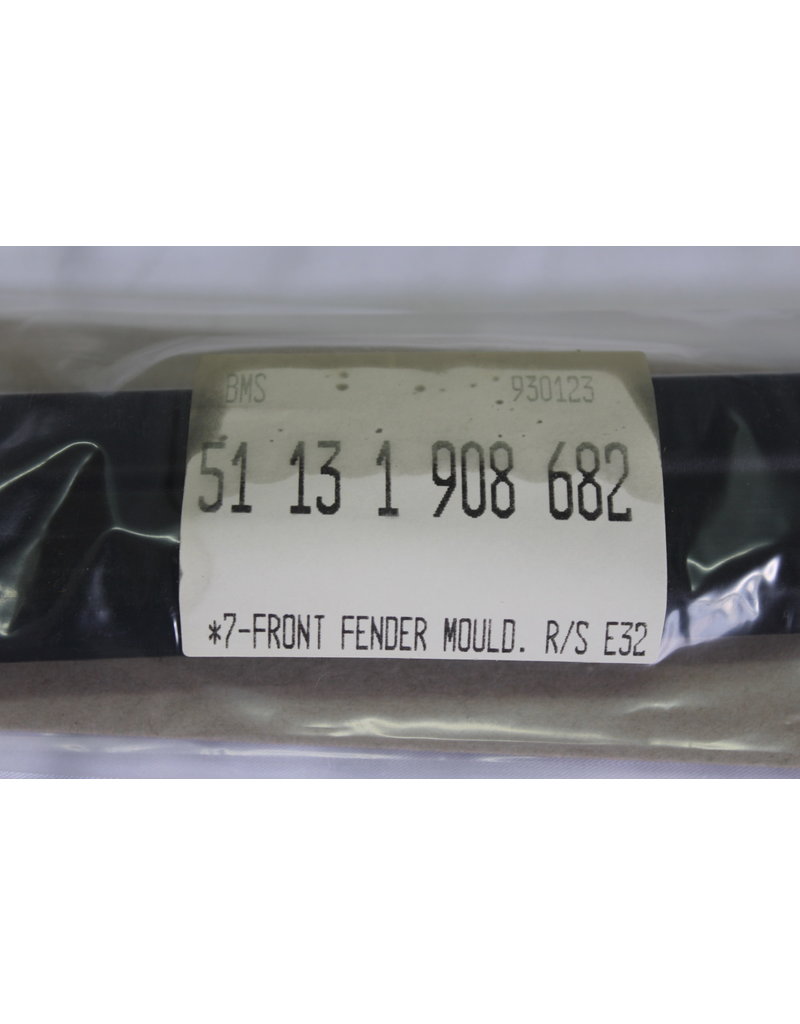 BMS 930123
51 13 1 908 682
*7-FRONT FENDER MOULD. R/S E32